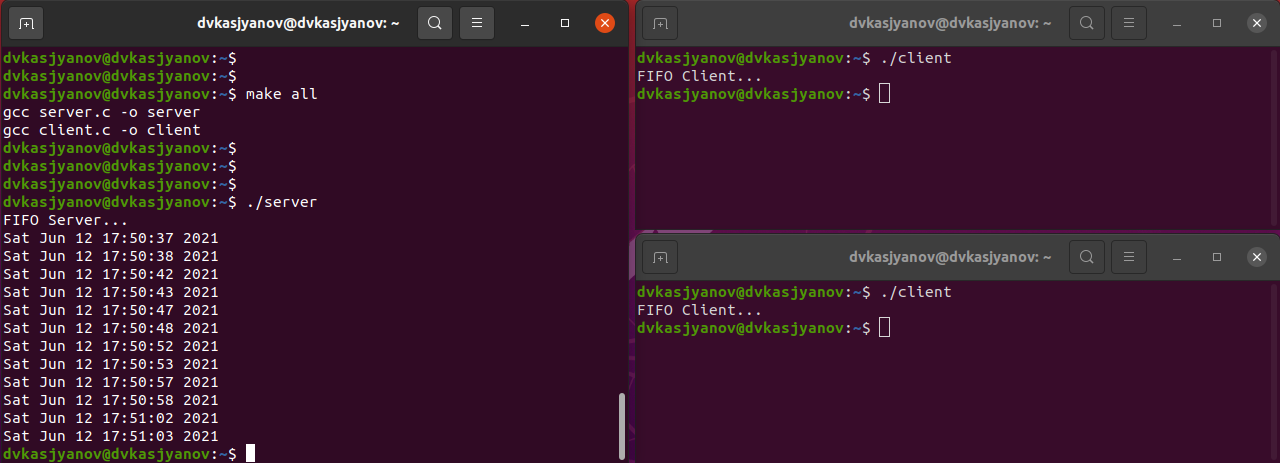 dvkasjyanov@dvkasjyanov: ~
dvkasjyanov@dvkasjyanov:~$
dvkasjyanov@dvkasjyanov:~$
dvkasjyanov@dvkasjyanov:~$ make all
gcc server.c -o server
gcc client.c -o client
dvkasjyanov@dvkasjyanov:~$
dvkasjyanov@dvkasjyanov:~$
dvkasjyanov@dvkasjyanov:~$
dvkasjyanov@dvkasjyanov:~$ ./server
FIFO Server...
Sat Jun 12 17:50:37 2021
Sat Jun 12 17:50:38 2021
Sat Jun 12 17:50:42 2021
Sat Jun 12 17:50:43 2021
Sat Jun 12 17:50:47 2021
Sat Jun 12 17:50:48 2021
Sat Jun 12 17:50:52 2021
Sat Jun 12 17:50:53 2021
Sat Jun 12 17:50:57 2021
Sat Jun 12 17:50:58 2021
Sat Jun 12 17:51:02 2021
Sat Jun 12 17:51:03 2021
dvkasjyanov@dvkasjyanov:~$
dvkasjyanov@dvkasjyanov: ~
dvkasjyanov@dvkasjyanov:~$ ./client
FIFO Client...
dvkasjyanov@dvkasjyanov:~$
dvkasjyanov@dvkasjyanov: ~
dvkasjyanov@dvkasjyanov:~$ ./client
FIFO Client...
dvkasjyanov@dvkasjyanov:~$